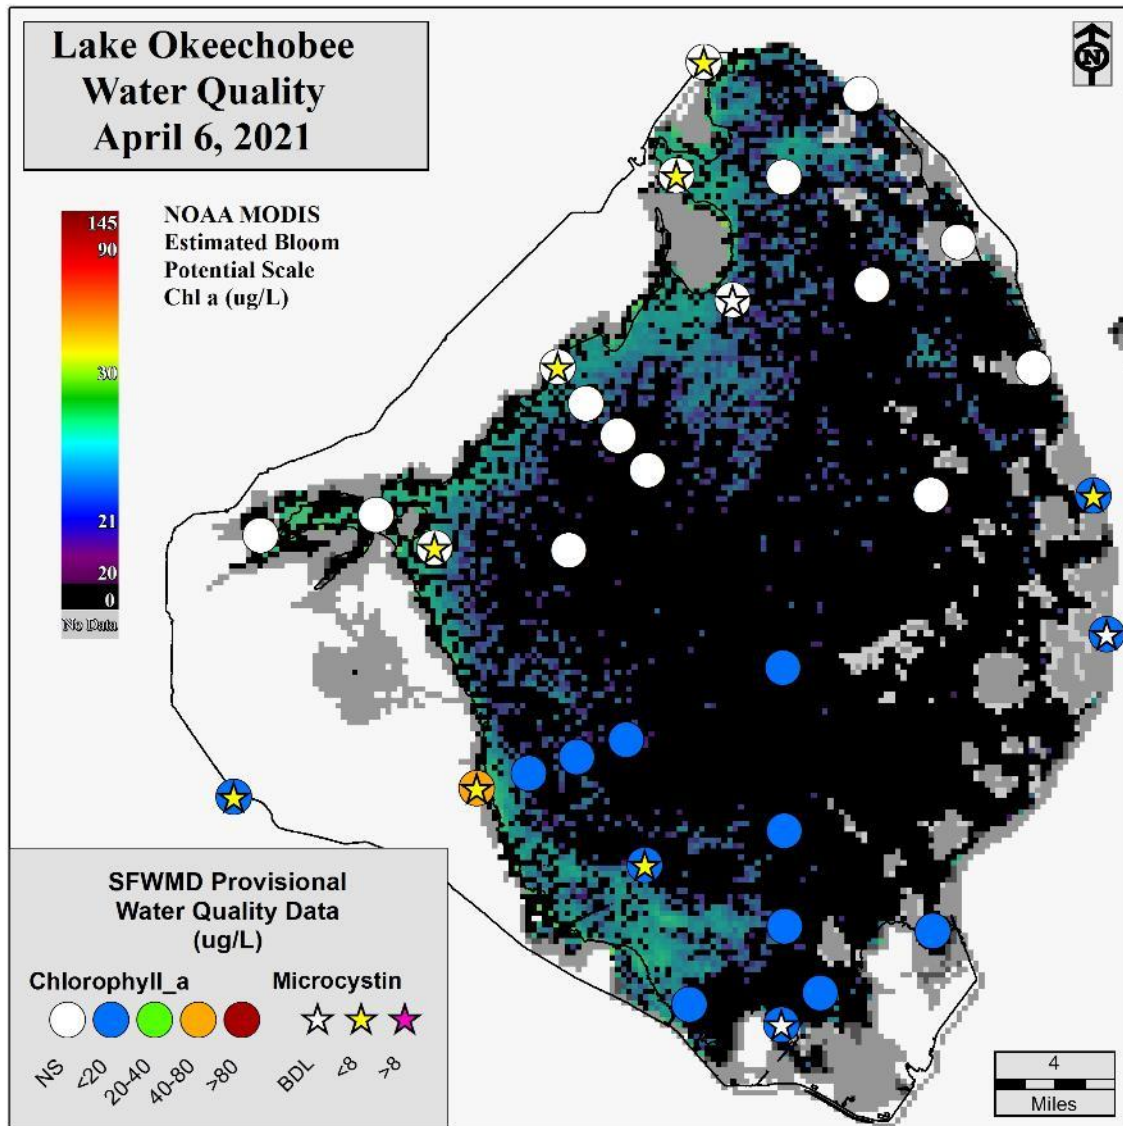 Lake Okeechobee
Water Quality
April 6, 2021
N
NOAA MODIS
Estimated Bloom
Potential Scale
Chl a (ug/L)
145
90
30
21
20
0
No Data
SFWMD Provisional
Water Quality Data
(ug/L)
Chlorophyll_a
Microcystin
NS
<20
20-40
40-80
>80
BDL
<8
>8
4
Miles